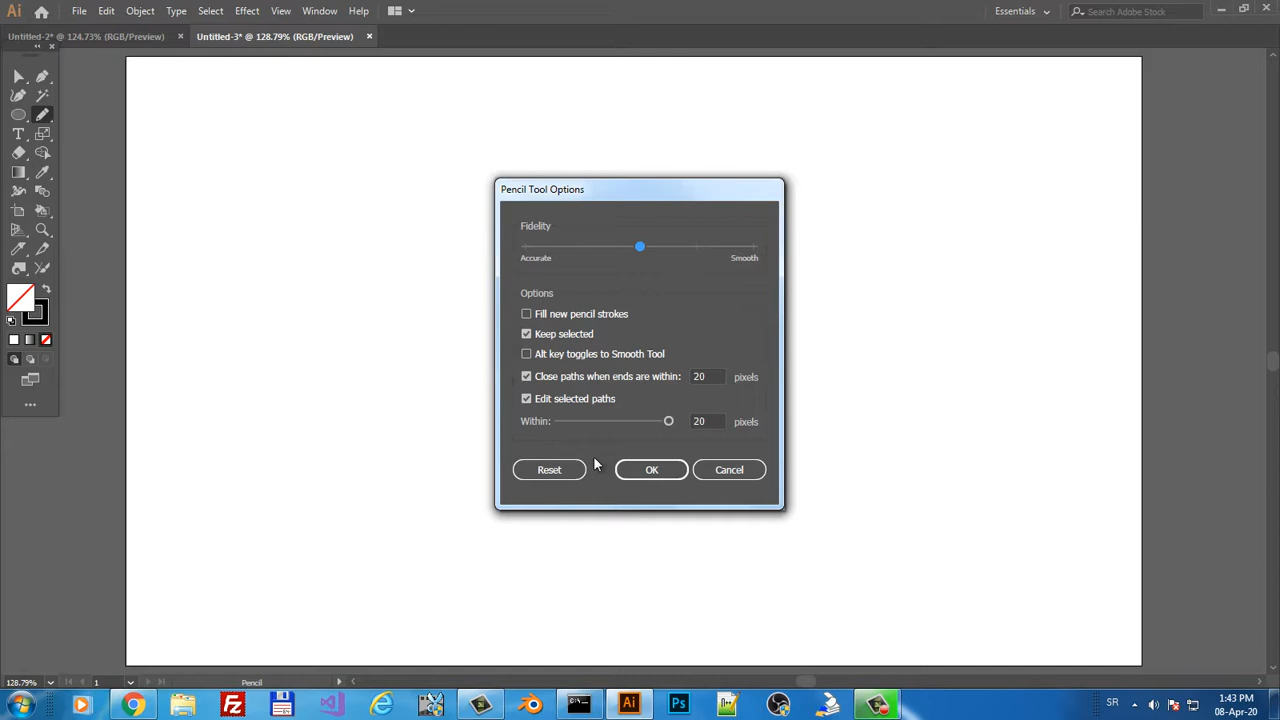 Ai File Edit Object Type Select Effect View Window Help Essentials Search Adobe Stock
Untitled-2* @ 124.73% (RGB/Preview) Untitled-3* @ 128.79% (RGB/Preview)
Pencil Tool Options
Fidelity
Accurate Smooth
Options
Fill new pencil strokes
Keep selected
Alt key toggles to Smooth Tool
Close paths when ends are within: 20 pixels
Edit selected paths
Within: 20 pixels
Reset OK Cancel
128.79% 1 Pencil
Fz Ai Ps SR 1:43 PM
08-Apr-20